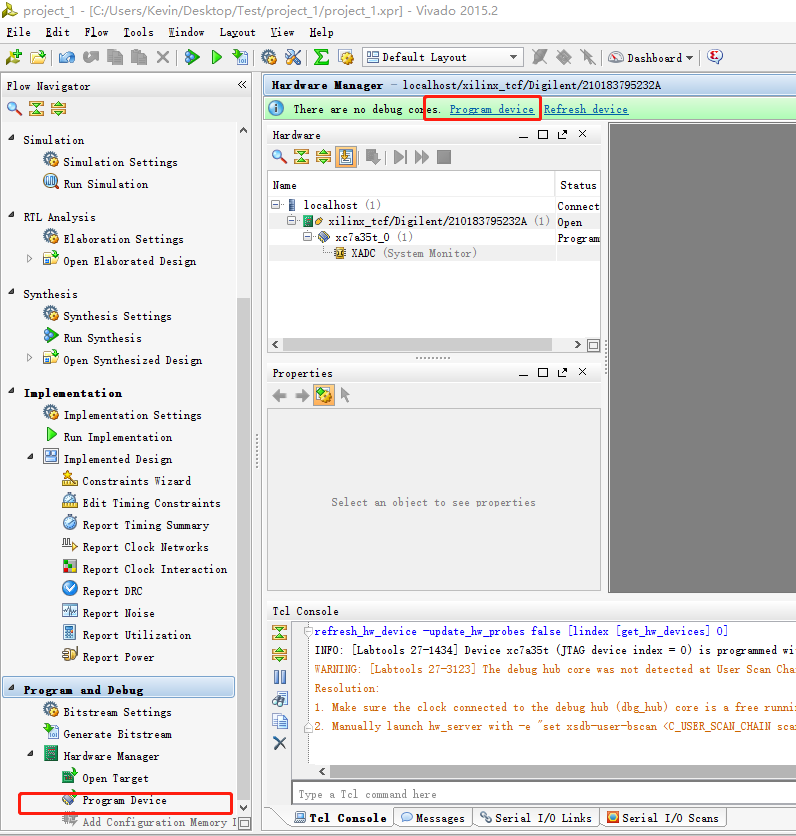 project_1 - [C:/Users/Kevin/Desktop/Test/project_1/project_1.xpr] - Vivado 2015.2
File Edit Flow Tools Window Layout View Help
Default Layout Dashboard
Flow Navigator
Simulation
Simulation Settings
Run Simulation
RTL Analysis
Elaboration Settings
Open Elaborated Design
Synthesis
Synthesis Settings
Run Synthesis
Open Synthesized Design
Implementation
Implementation Settings
Run Implementation
Implemented Design
Constraints Wizard
Edit Timing Constraints
Report Timing Summary
Report Clock Networks
Report Clock Interaction
Report DRC
Report Noise
Report Utilization
Report Power
Program and Debug
Bitstream Settings
Generate Bitstream
Hardware Manager
Open Target
Program Device
Add Configuration Memory
Hardware Manager - localhost/xilinx_tcf/Digilent/210183795232A
There are no debug cores. Program device Refresh device
Hardware
Name Status
localhost (1) Connect
xilinx_tcf/Digilent/210183795232A (1) Open
xc7a35t_0 (1) Program
XADC (System Monitor)
Properties
Select an object to see properties
Tcl Console
refresh_hw_device -update_hw_probes false [lindex [get_hw_devices] 0]
INFO: [Labtools 27-1434] Device xc7a35t (JTAG device index = 0) is programmed wi
WARNING: [Labtools 27-3123] The debug hub core was not detected at User Scan Cha
Resolution:
1. Make sure the clock connected to the debug hub (dbg_hub) core is a free runni
2. Manually launch hw_server with -e "set xsdb-user-bscan <C_USER_SCAN_CHAIN sca
Type a Tcl command here
Tcl Console Messages Serial I/O Links Serial I/O Scans